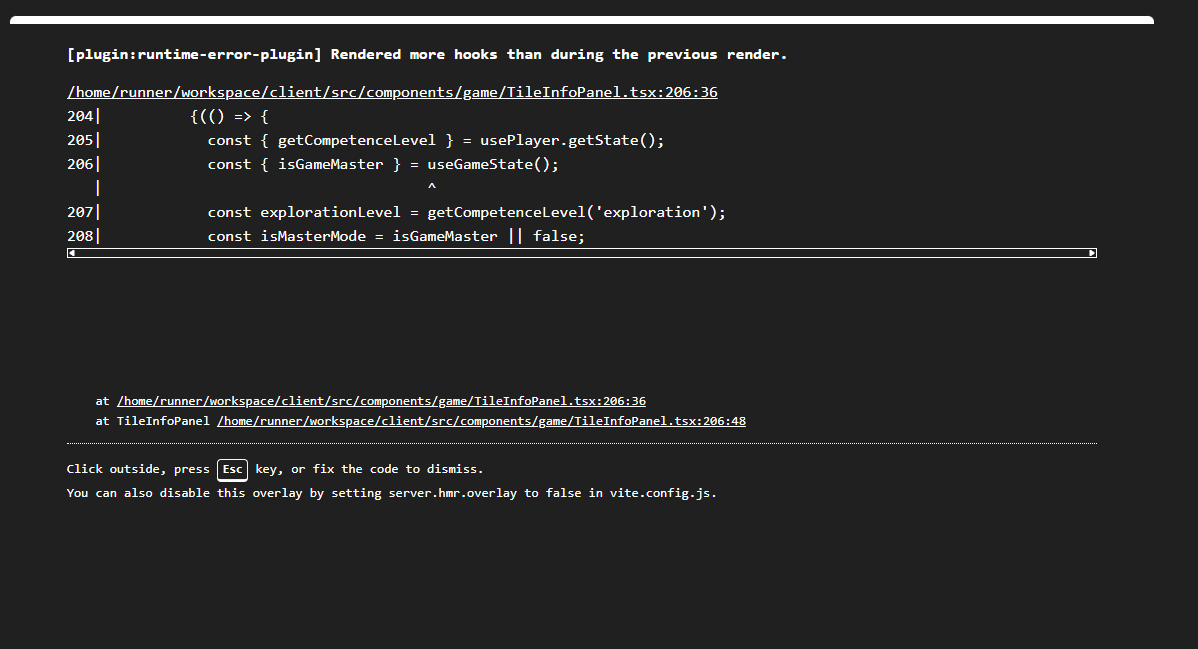 [plugin:runtime-error-plugin] Rendered more hooks than during the previous render.
/home/runner/workspace/client/src/components/game/TileInfoPanel.tsx:206:36
204|          {(() => {
205|            const { getCompetenceLevel } = usePlayer.getState();
206|            const { isGameMaster } = useGameState();
   |                                     ^
207|            const explorationLevel = getCompetenceLevel('exploration');
208|            const isMasterMode = isGameMaster || false;
at /home/runner/workspace/client/src/components/game/TileInfoPanel.tsx:206:36
at TileInfoPanel /home/runner/workspace/client/src/components/game/TileInfoPanel.tsx:206:48
Click outside, press Esc key, or fix the code to dismiss.
You can also disable this overlay by setting server.hmr.overlay to false in vite.config.js.